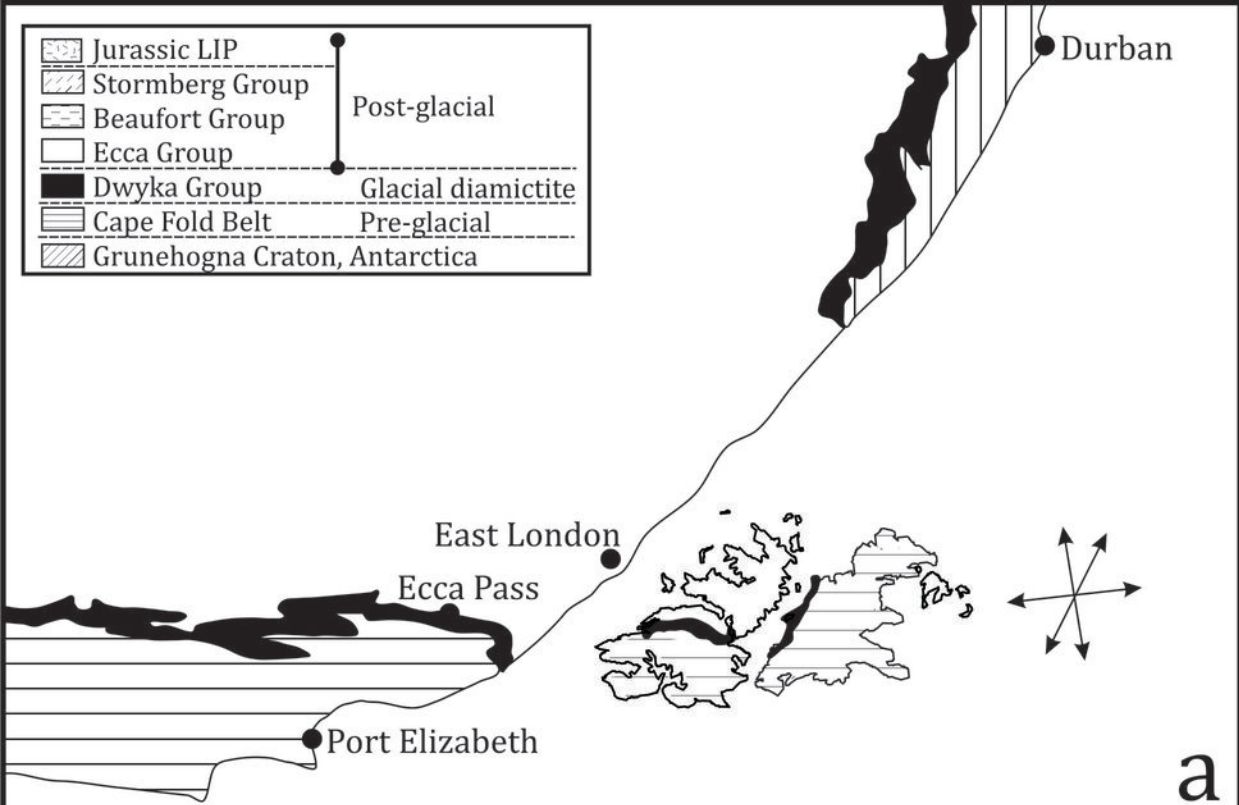 Jurassic LIP
Stormberg Group
Beaufort Group
Post-glacial
Ecca Group
Dwyka Group Glacial diamictite
Cape Fold Belt Pre-glacial
Grunehogna Craton, Antarctica
Durban
East London
Ecca Pass
Port Elizabeth
a